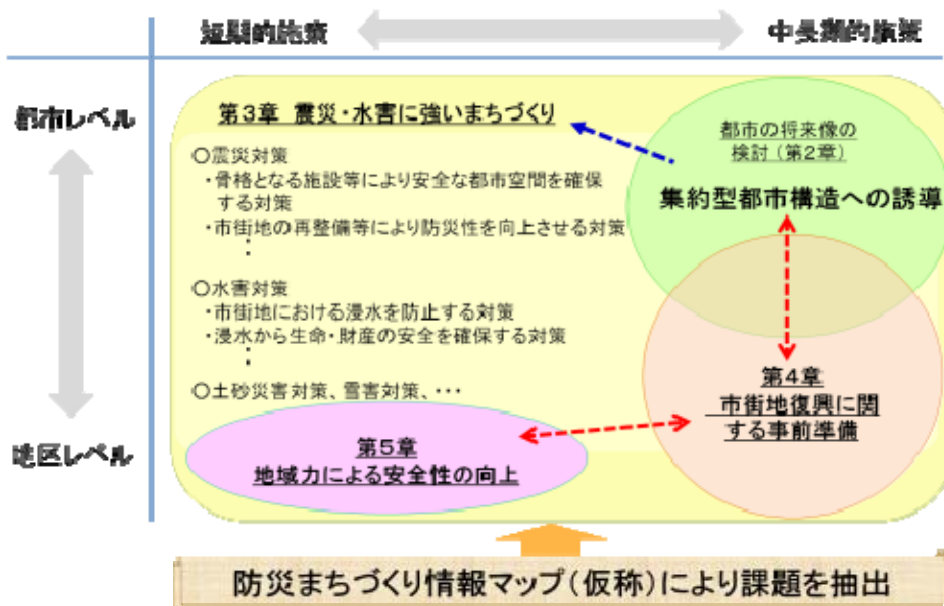 短期的施策
中長期的施策
都市レベル
地区レベル
第3章 震災・水害に強いまちづくり
○震災対策
・骨格となる施設等により安全な都市空間を確保
する対策
・市街地の再整備等により防災性を向上させる対策
⋮
○水害対策
・市街地における浸水を防止する対策
・浸水から生命・財産の安全を確保する対策
⋮
○土砂災害対策、雪害対策、・・・
都市の将来像の
検討(第2章)
集約型都市構造への誘導
第4章
市街地復興に関
する事前準備
第5章
地域力による安全性の向上
防災まちづくり情報マップ(仮称)により課題を抽出